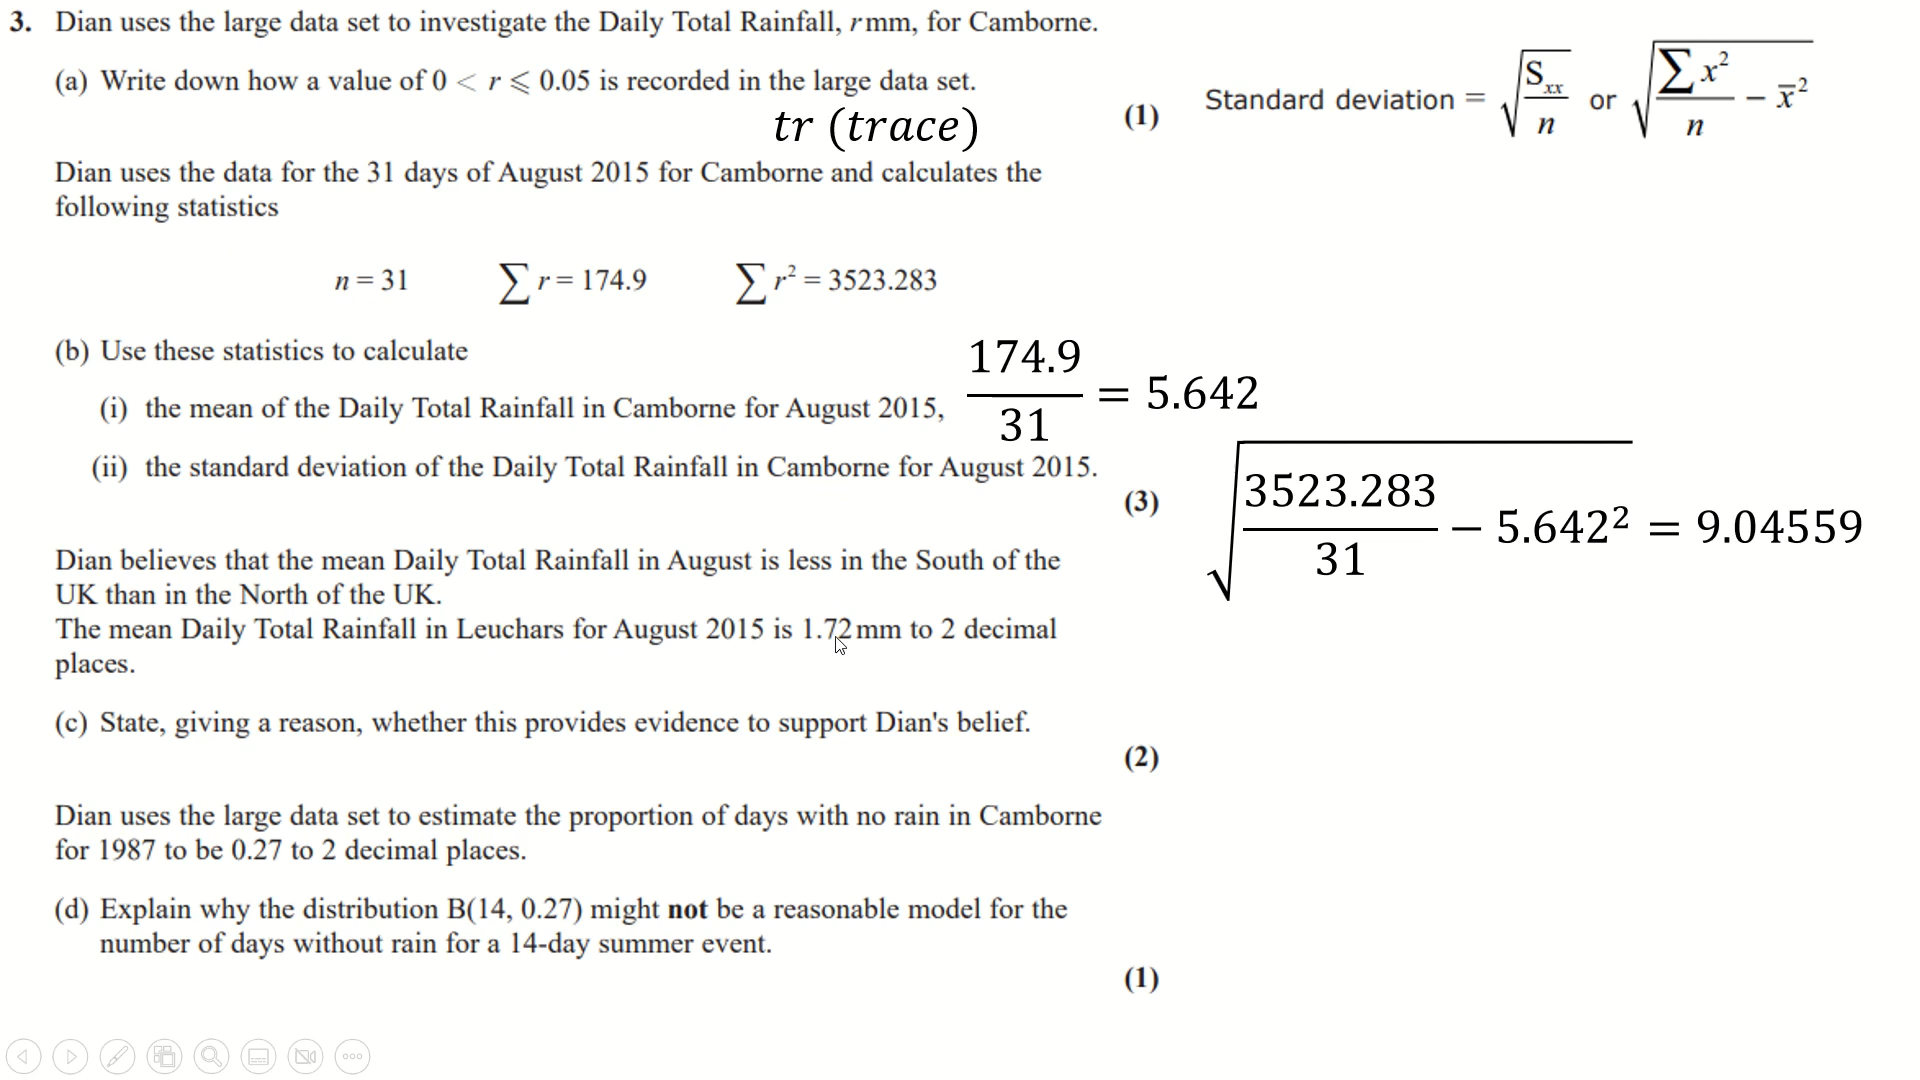 3. Dian uses the large data set to investigate the Daily Total Rainfall, r mm, for Camborne.
(a) Write down how a value of 0 < r ⩽ 0.05 is recorded in the large data set.
tr (trace)
(1)
Standard deviation = √(Sxx/n) or √(∑x²/n − x̄²)
Dian uses the data for the 31 days of August 2015 for Camborne and calculates the
following statistics
n = 31 ∑ r = 174.9 ∑ r² = 3523.283
(b) Use these statistics to calculate
(i) the mean of the Daily Total Rainfall in Camborne for August 2015,
174.9/31 = 5.642
(ii) the standard deviation of the Daily Total Rainfall in Camborne for August 2015.
(3)
√(3523.283/31 − 5.642²) = 9.04559
Dian believes that the mean Daily Total Rainfall in August is less in the South of the
UK than in the North of the UK.
The mean Daily Total Rainfall in Leuchars for August 2015 is 1.72 mm to 2 decimal
places.
(c) State, giving a reason, whether this provides evidence to support Dian's belief.
(2)
Dian uses the large data set to estimate the proportion of days with no rain in Camborne
for 1987 to be 0.27 to 2 decimal places.
(d) Explain why the distribution B(14, 0.27) might not be a reasonable model for the
number of days without rain for a 14-day summer event.
(1)